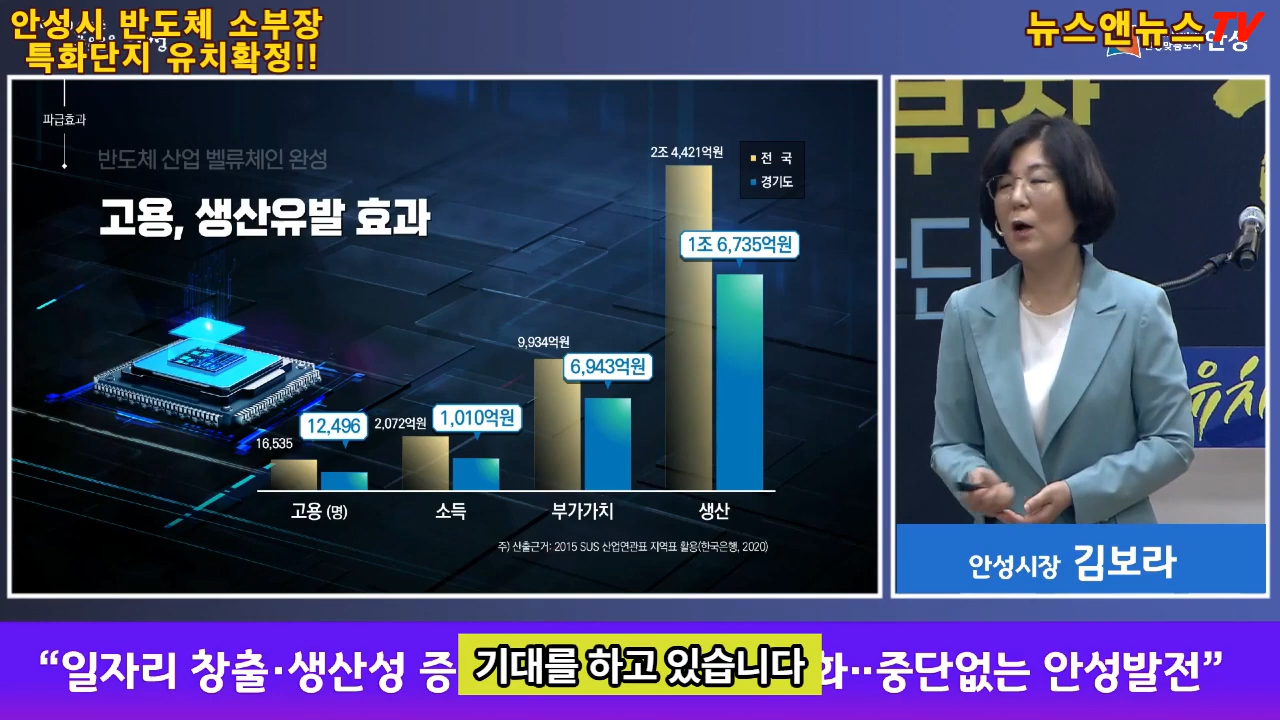 안성시 반도체 소부장
특화단지 유치확정!!
뉴스앤뉴스TV
안성
파급효과
반도체 산업 벨류체인 완성
고용, 생산유발 효과
전 국
경기도
2조 4,421억원
1조 6,735억원
9,934억원
6,943억원
2,072억원
1,010억원
16,535
12,496
고용 (명)
소득
부가가치
생산
주) 산출근거: 2015 SUS 산업연관표 지역표 활용(한국은행, 2020)
부·장
단
유치
안성시장 김보라
“일자리 창출·생산성 증
화··중단없는 안성발전”
기대를 하고 있습니다